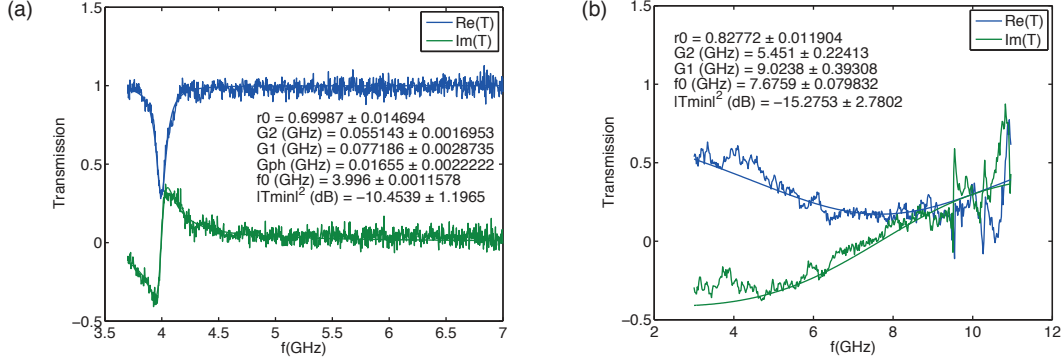 (a)
1.5
1
0.5
0
−0.5
Transmission
Re(T)
Im(T)
r0 = 0.69987 ± 0.014694
G2 (GHz) = 0.055143 ± 0.0016953
G1 (GHz) = 0.077186 ± 0.0028735
Gph (GHz) = 0.01655 ± 0.0022222
f0 (GHz) = 3.996 ± 0.0011578
|Tmin|² (dB) = −10.4539 ± 1.1965
3.5 4 4.5 5 5.5 6 6.5 7
f(GHz)
(b)
1.5
1
0.5
0
−0.5
Transmission
Re(T)
Im(T)
r0 = 0.82772 ± 0.011904
G2 (GHz) = 5.451 ± 0.22413
G1 (GHz) = 9.0238 ± 0.39308
f0 (GHz) = 7.6759 ± 0.079832
|Tmin|² (dB) = −15.2753 ± 2.7802
2 4 6 8 10 12
f(GHz)